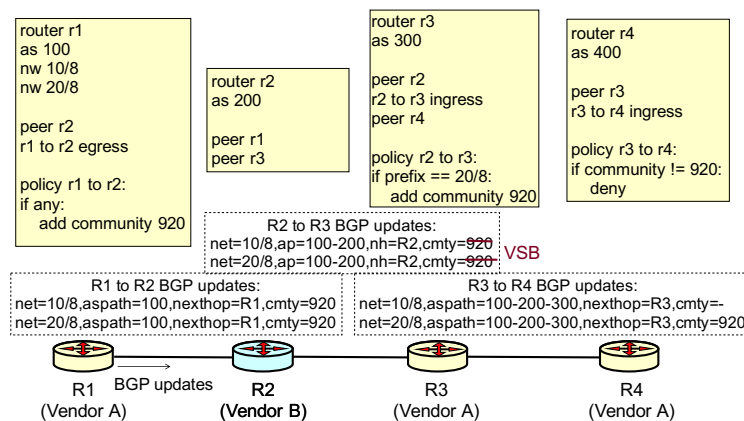 router r1
as 100
nw 10/8
nw 20/8
peer r2
r1 to r2 egress
policy r1 to r2:
if any:
add community 920
router r2
as 200
peer r1
peer r3
router r3
as 300
peer r2
r2 to r3 ingress
peer r4
policy r2 to r3:
if prefix == 20/8:
add community 920
router r4
as 400
peer r3
r3 to r4 ingress
policy r3 to r4:
if community != 920:
deny
R2 to R3 BGP updates:
net=10/8,ap=100-200,nh=R2,cmty=920
net=20/8,ap=100-200,nh=R2,cmty=920
VSB
R1 to R2 BGP updates:
net=10/8,aspath=100,nexthop=R1,cmty=920
net=20/8,aspath=100,nexthop=R1,cmty=920
R3 to R4 BGP updates:
net=10/8,aspath=100-200-300,nexthop=R3,cmty=-
net=20/8,aspath=100-200-300,nexthop=R3,cmty=920
BGP updates
R1
(Vendor A)
R2
(Vendor B)
R3
(Vendor A)
R4
(Vendor A)